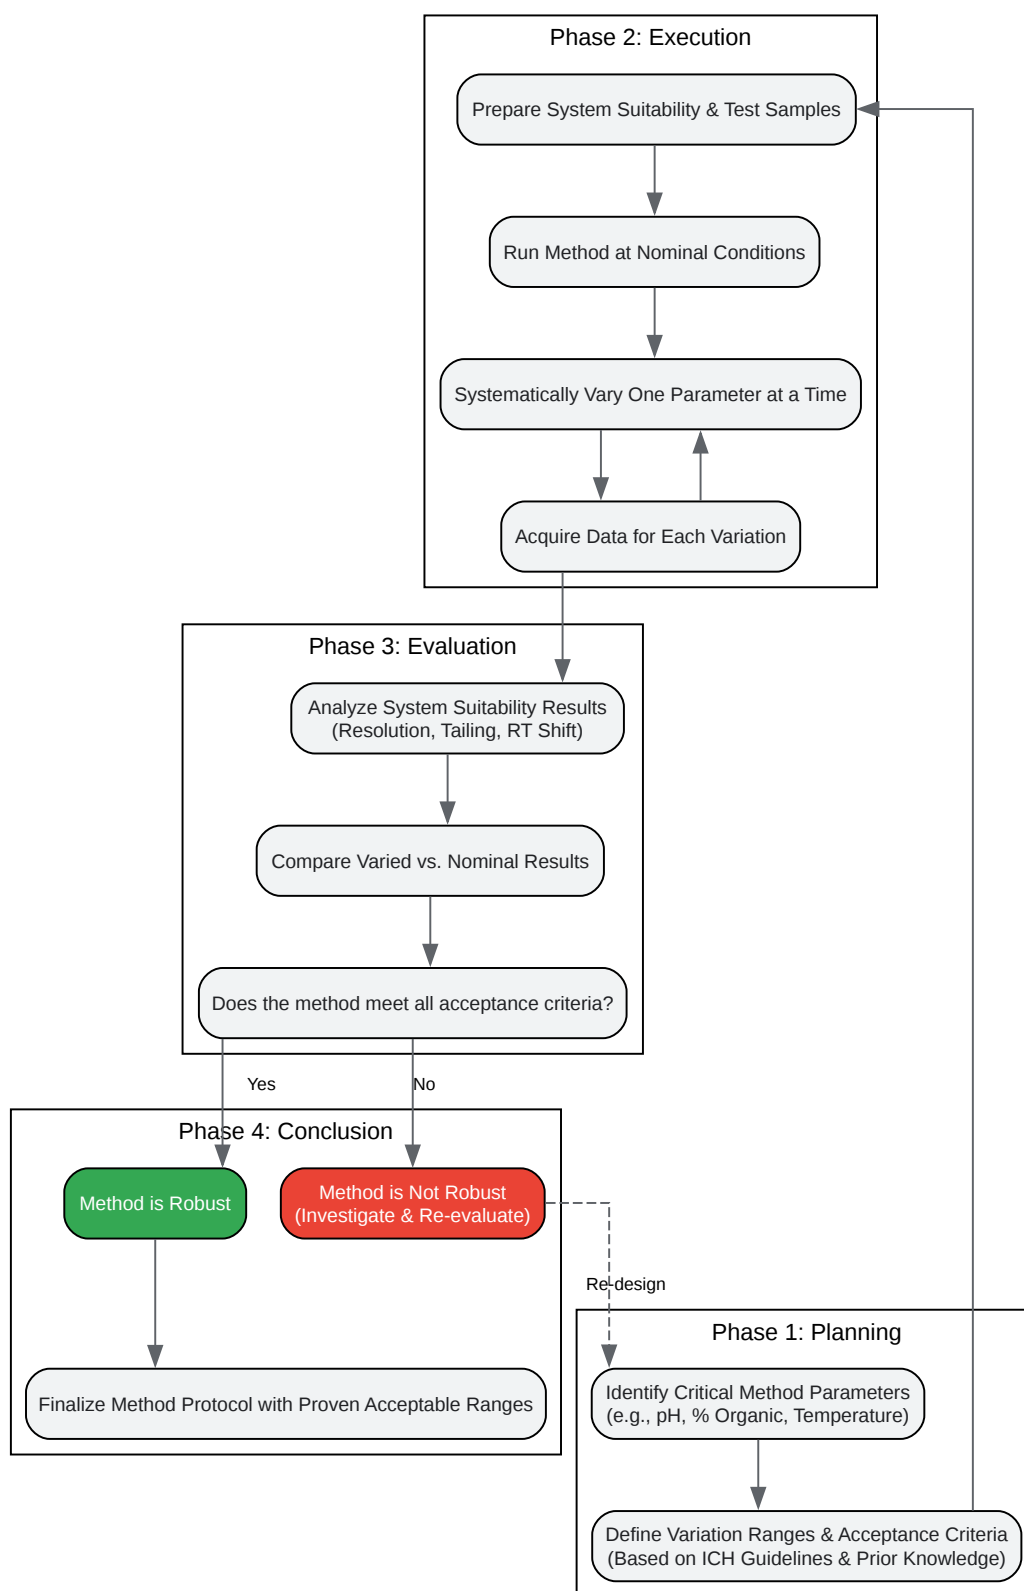 Phase 2: Execution
Prepare System Suitability & Test Samples
Run Method at Nominal Conditions
Systematically Vary One Parameter at a Time
Acquire Data for Each Variation
Phase 3: Evaluation
Analyze System Suitability Results
(Resolution, Tailing, RT Shift)
Compare Varied vs. Nominal Results
Does the method meet all acceptance criteria?
Yes
No
Phase 4: Conclusion
Method is Robust
Method is Not Robust
(Investigate & Re-evaluate)
Re-design
Finalize Method Protocol with Proven Acceptable Ranges
Phase 1: Planning
Identify Critical Method Parameters
(e.g., pH, % Organic, Temperature)
Define Variation Ranges & Acceptance Criteria
(Based on ICH Guidelines & Prior Knowledge)